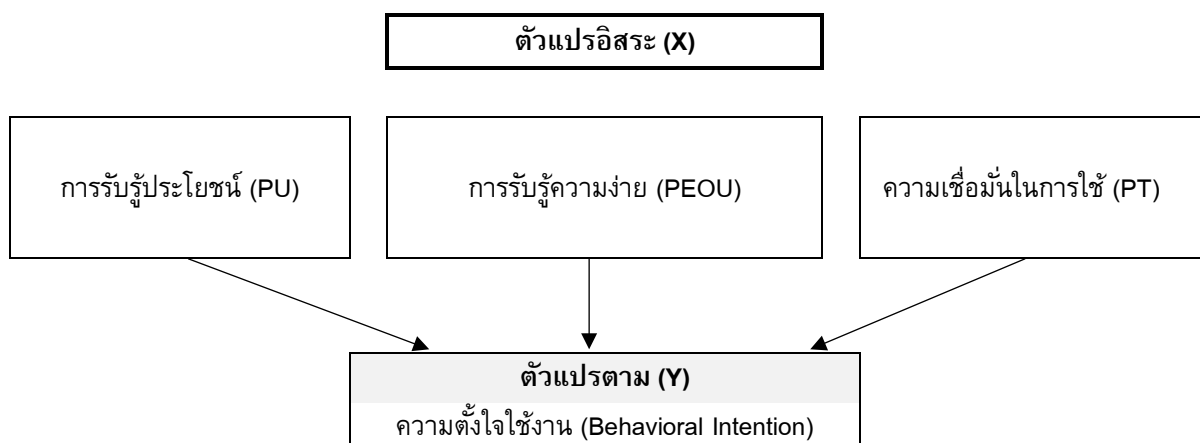 ตัวแปรอิสระ (X)
การรับรู้ประโยชน์ (PU)
การรับรู้ความง่าย (PEOU)
ความเชื่อมั่นในการใช้ (PT)
ตัวแปรตาม (Y)
ความตั้งใจใช้งาน (Behavioral Intention)